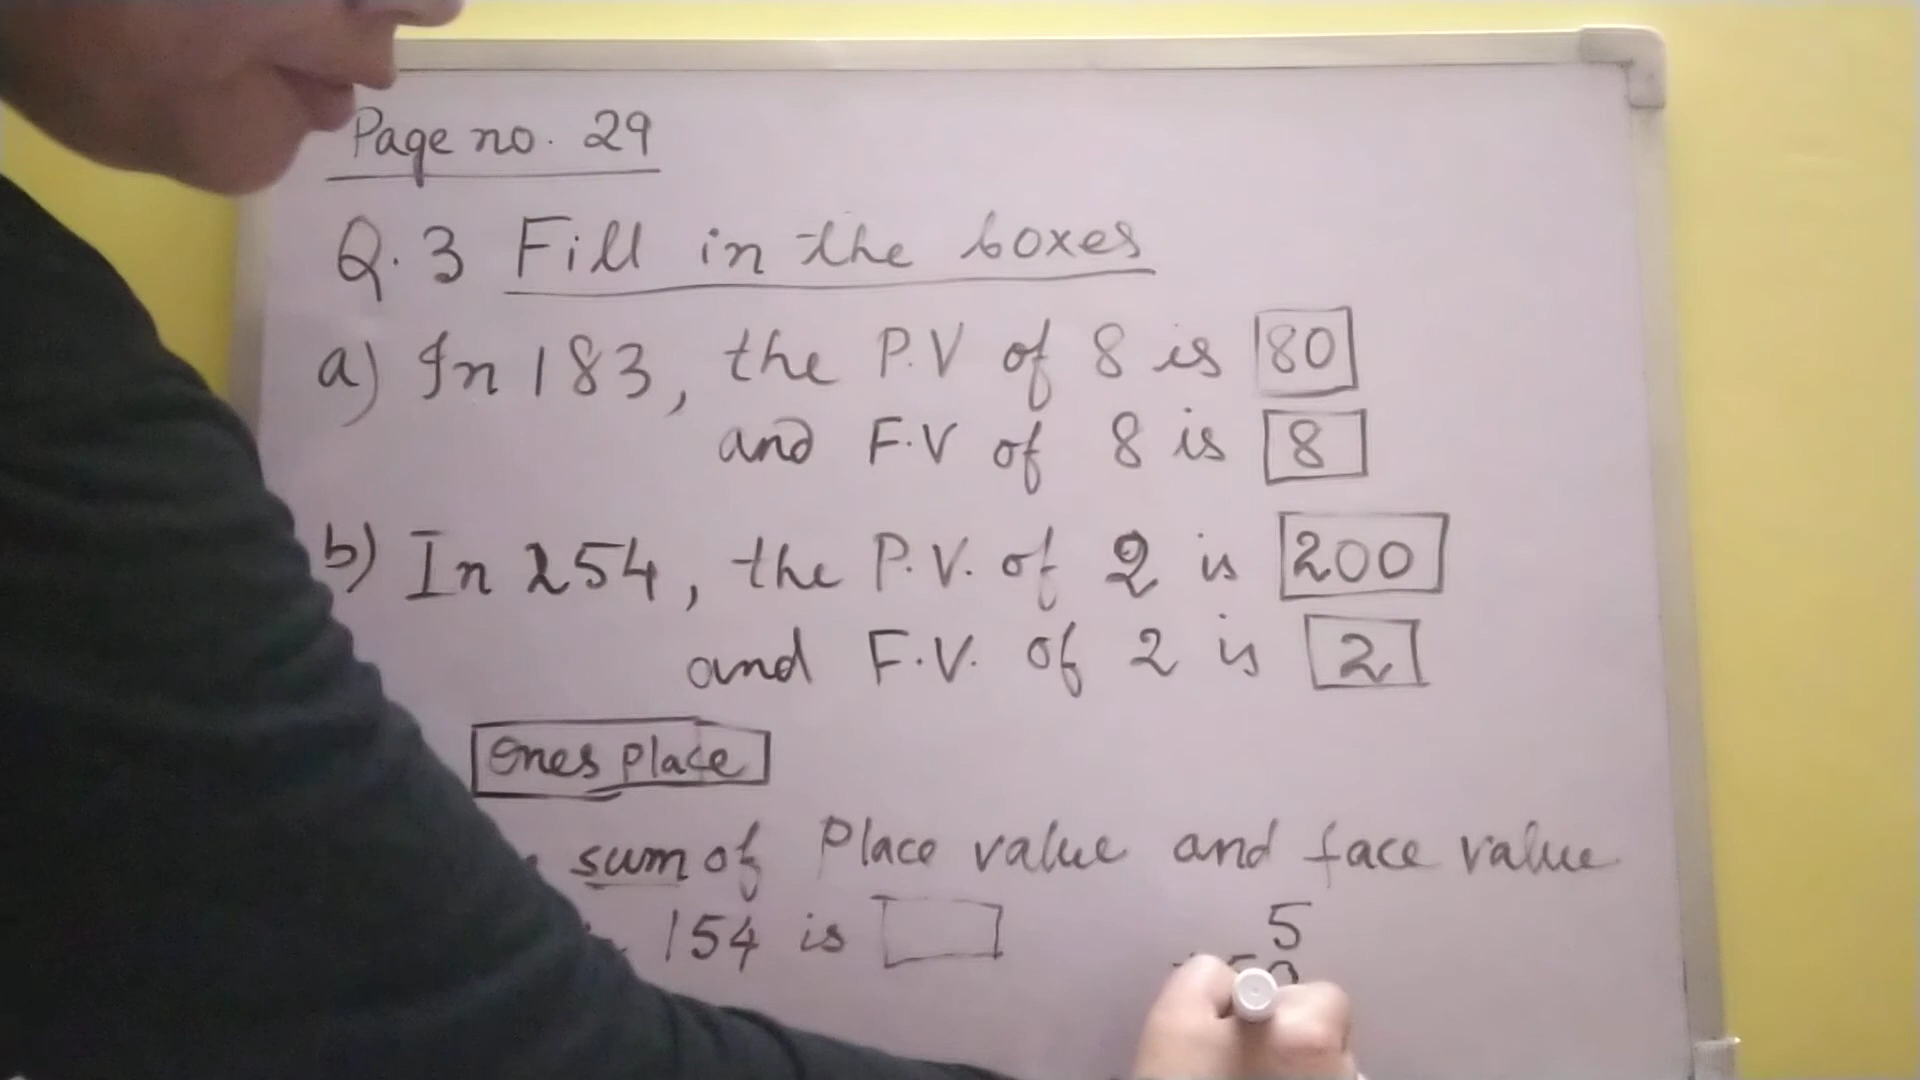 Page no. 29
Q.3 Fill in the boxes
a) In 183, the P.V of 8 is 80
and F.V of 8 is 8
b) In 254, the P.V. of 2 is 200
and F.V. of 2 is 2
Ones place
sum of Place value and face value
154 is
5